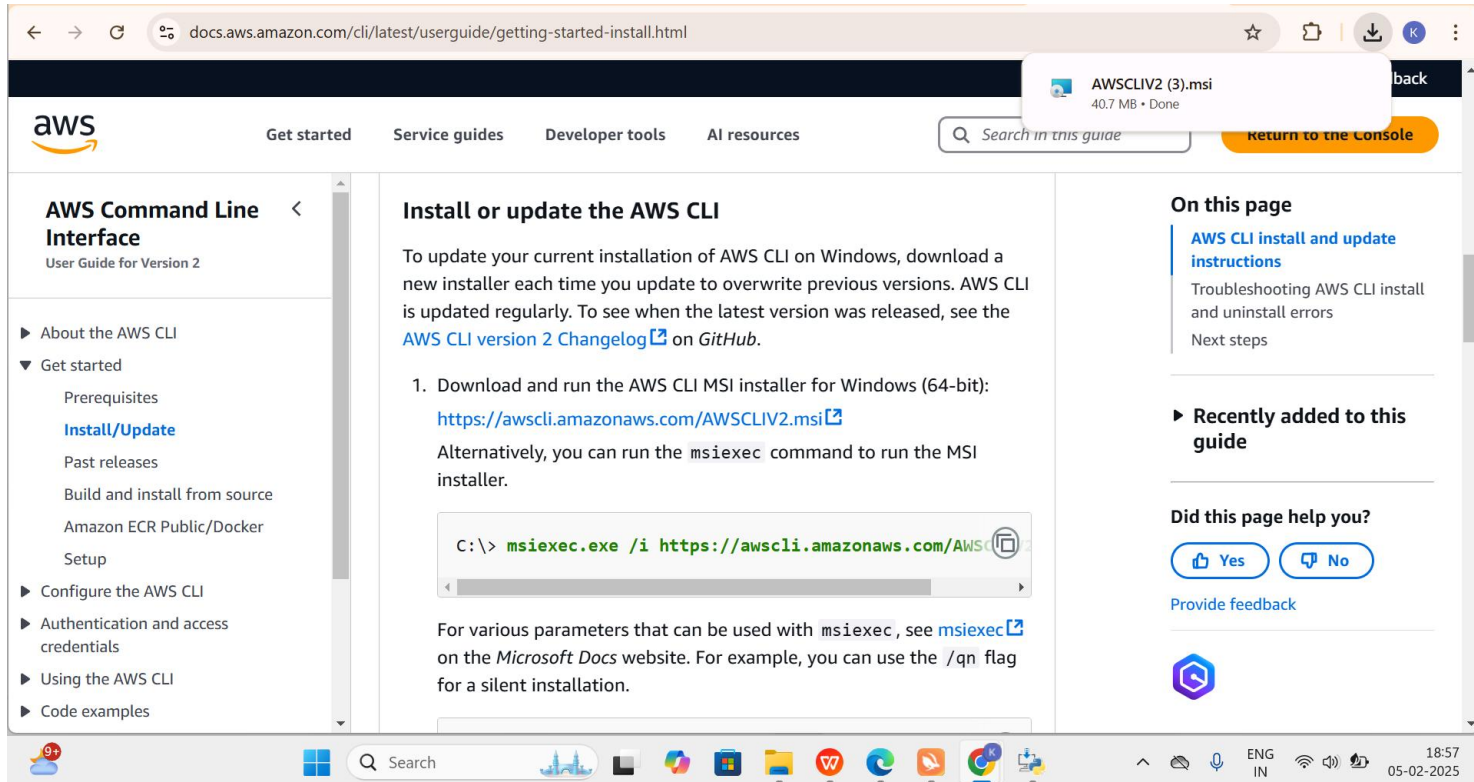 docs.aws.amazon.com/cli/latest/userguide/getting-started-install.html
K
AWSCLIV2 (3).msi
40.7 MB • Done
back
aws
Get started
Service guides
Developer tools
AI resources
Search in this guide
Return to the Console
AWS Command Line
Interface
User Guide for Version 2
About the AWS CLI
Get started
Prerequisites
Install/Update
Past releases
Build and install from source
Amazon ECR Public/Docker
Setup
Configure the AWS CLI
Authentication and access
credentials
Using the AWS CLI
Code examples
Install or update the AWS CLI
To update your current installation of AWS CLI on Windows, download a
new installer each time you update to overwrite previous versions. AWS CLI
is updated regularly. To see when the latest version was released, see the
AWS CLI version 2 Changelog on GitHub.
1. Download and run the AWS CLI MSI installer for Windows (64-bit):
https://awscli.amazonaws.com/AWSCLIV2.msi
Alternatively, you can run the msiexec command to run the MSI
installer.
C:\> msiexec.exe /i https://awscli.amazonaws.com/AWSC
For various parameters that can be used with msiexec, see msiexec
on the Microsoft Docs website. For example, you can use the /qn flag
for a silent installation.
On this page
AWS CLI install and update
instructions
Troubleshooting AWS CLI install
and uninstall errors
Next steps
Recently added to this
guide
Did this page help you?
Yes
No
Provide feedback
9+
Search
K
ENG
IN
18:57
05-02-2025